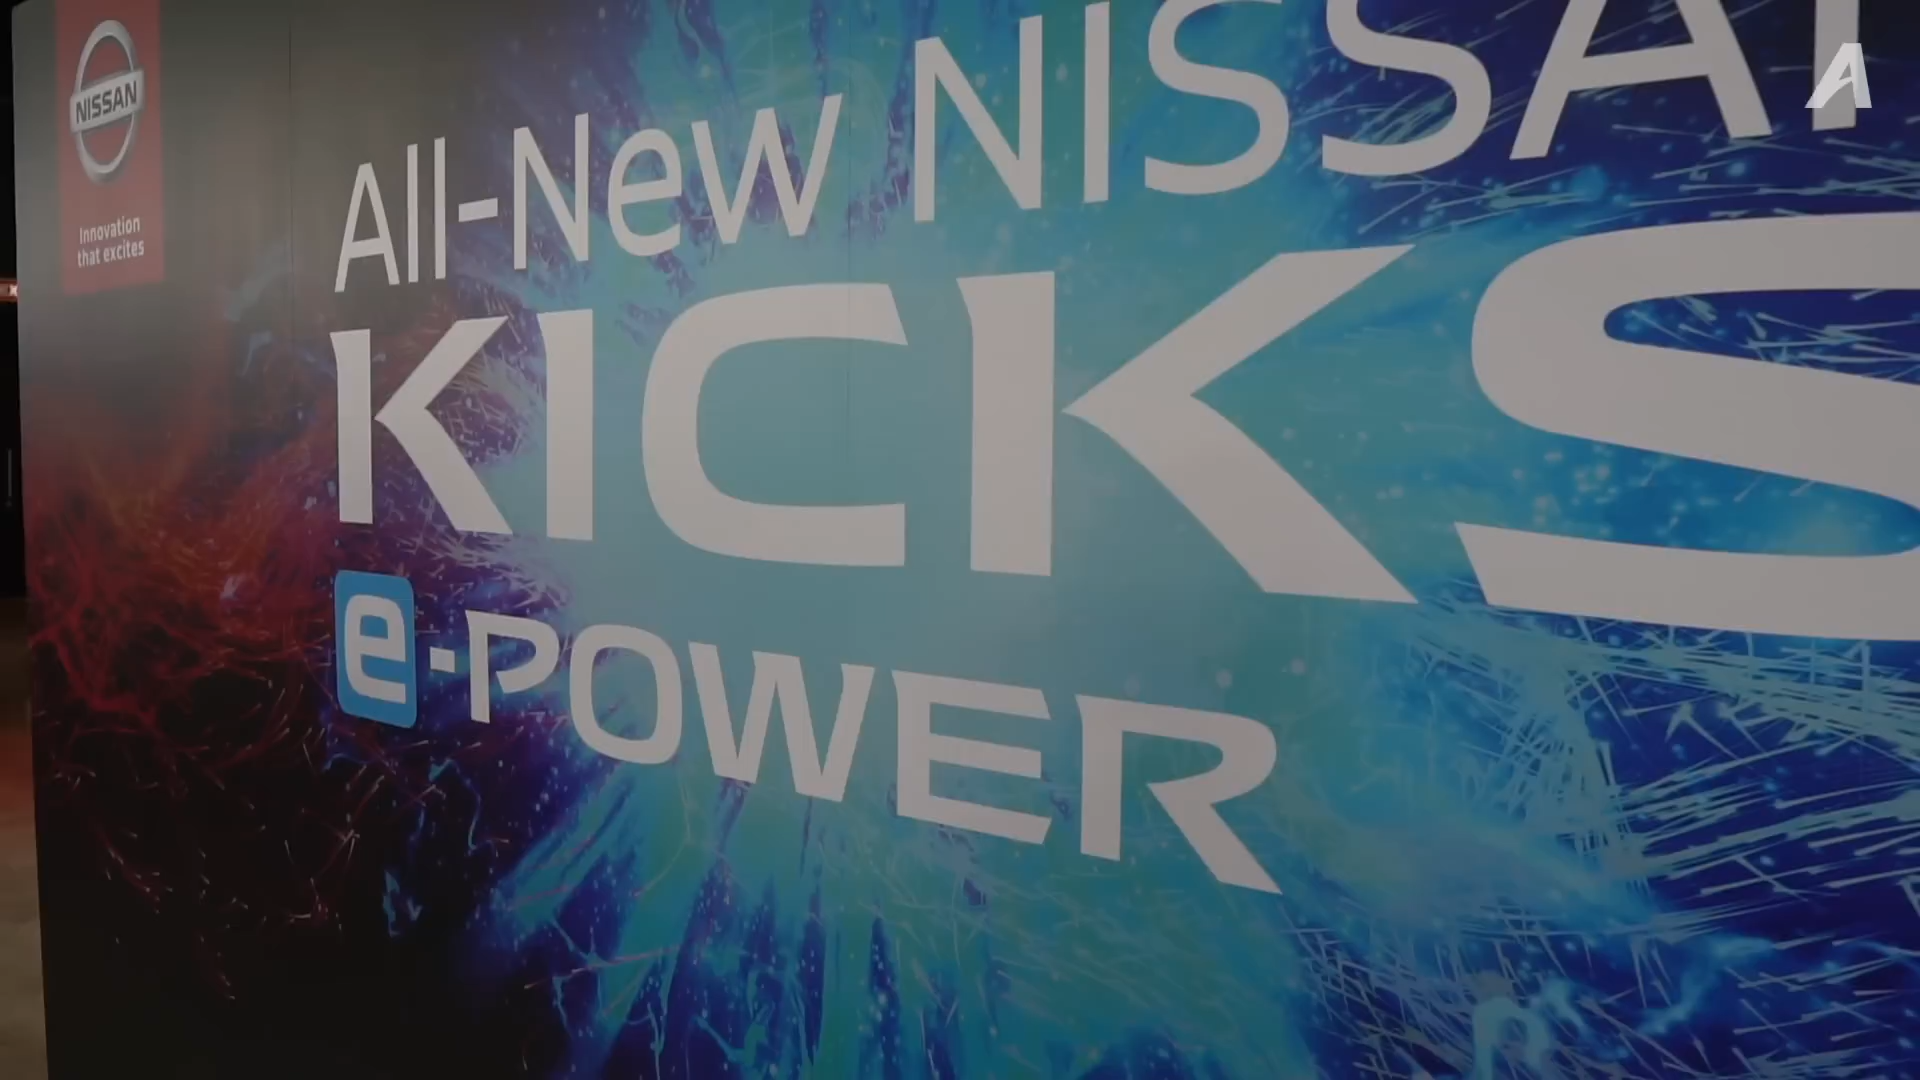 NISSAN
Innovation
that excites
All-New NISSA
KICKS
e-POWER
A